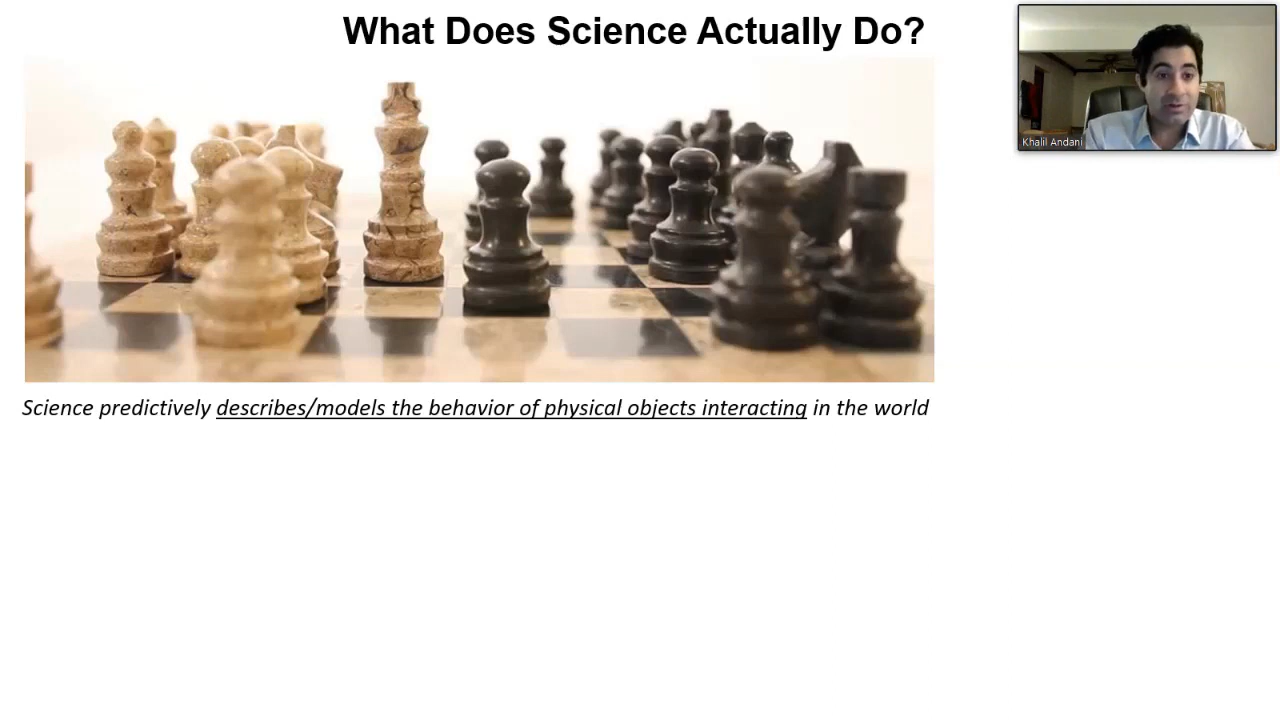 What Does Science Actually Do?
Khalil Andani
Science predictively describes/models the behavior of physical objects interacting in the world